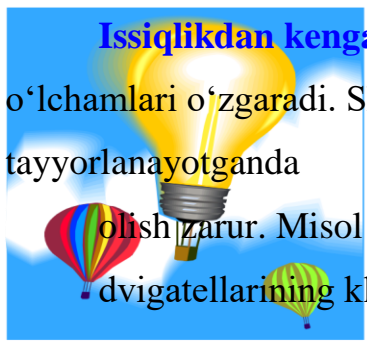 Issiqlikdan kenga
o‘lchamlari o‘zgaradi. S
tayyorlanayotganda
olish zarur. Misol
dvigatellarining k